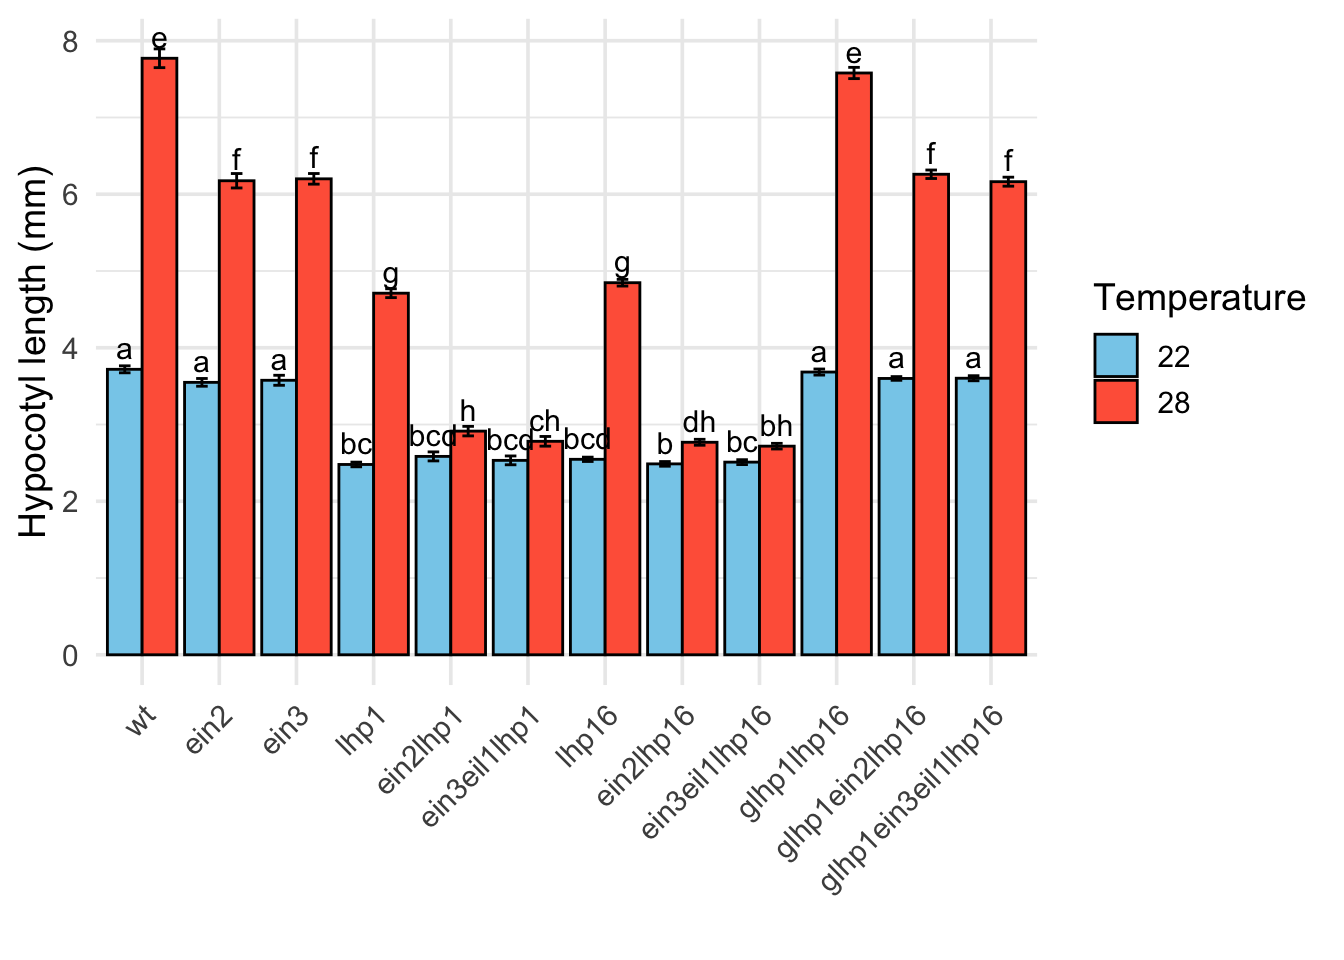 8
6
4
2
0
Hypocotyl length (mm)
e
f
f
g
g
e
f
f
a
a
a
bc
bcd
h
bcd
ch
bcd
b
dh
bc
bh
a
a
a
wt
ein2
ein3
lhp1
ein2lhp1
ein3eil1lhp1
lhp16
ein2lhp16
ein3eil1lhp16
glhp1lhp16
glhp1ein2lhp16
glhp1ein3eil1lhp16
Temperature
22
28